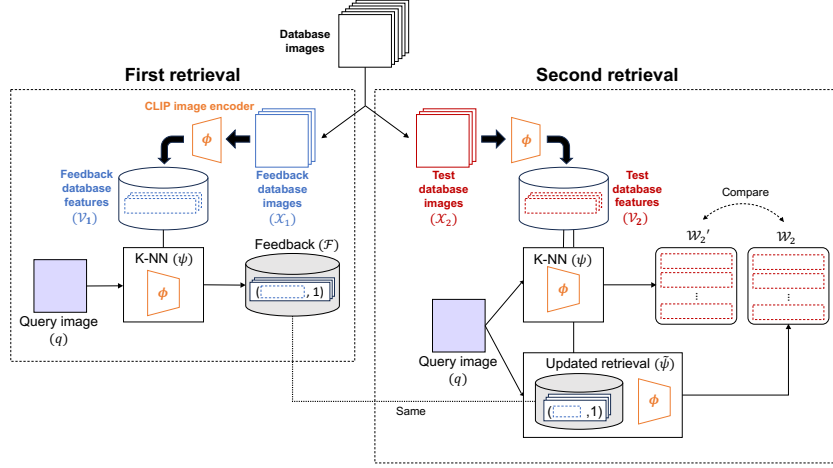 Database
images
First retrieval
CLIP image encoder
ϕ
Feedback
database
features
(𝒱₁)
Feedback
database
images
(𝒳₁)
K-NN (ψ)
ϕ
Query image
(q)
Feedback (ℱ)
( , 1)
Second retrieval
Test
database
images
(𝒳₂)
ϕ
Test
database
features
(𝒱₂)
Compare
𝒲₂′
𝒲₂
...
...
K-NN (ψ)
ϕ
Query image
(q)
Updated retrieval (ψ̃)
( ,1)
ϕ
Same